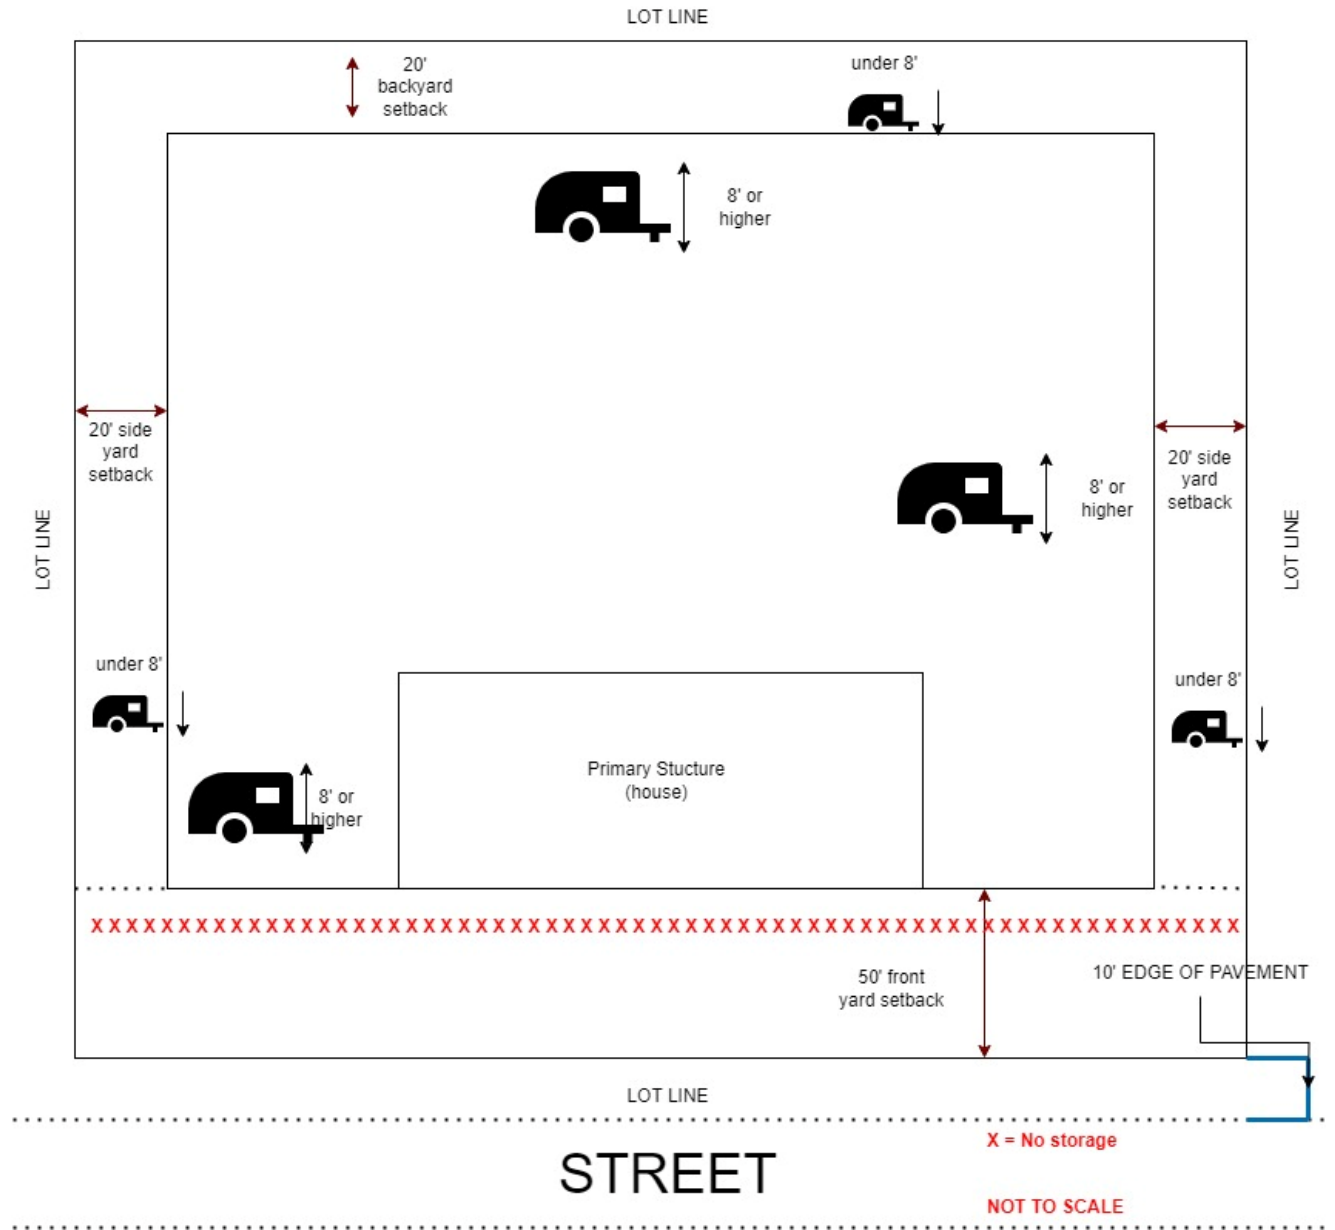 LOT LINE
20'
backyard
setback
under 8'
8' or
higher
20' side
yard
setback
20' side
yard
setback
8' or
higher
LOT LINE
LOT LINE
under 8'
under 8'
Primary Stucture
(house)
8' or
higher
X X X X X X X X X X X X X X X X X X X X X X X X X X X X X X X X X X X X X X X X X X X X X X X X X X X X X X X X X X X X X X X X X X
50' front
yard setback
10' EDGE OF PAVEMENT
LOT LINE
X = No storage
STREET
NOT TO SCALE